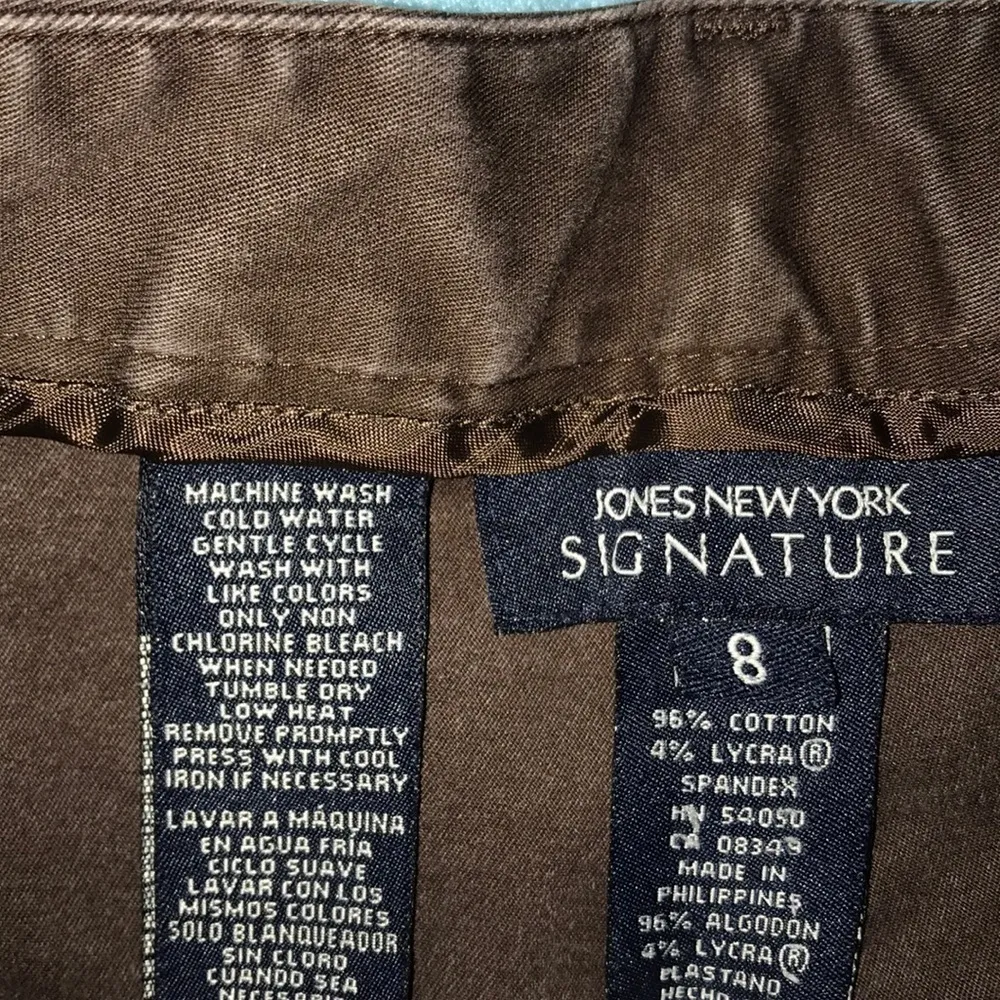 MACHINE WASH
COLD WATER
GENTLE CYCLE
WASH WITH
LIKE COLORS
ONLY NON
CHLORINE BLEACH
WHEN NEEDED
TUMBLE DRY
LOW HEAT
REMOVE PROMPTLY
PRESS WITH COOL
IRON IF NECESSARY
LAVAR A MÁQUINA
EN AGUA FRÍA
CICLO SUAVE
LAVAR CON LOS
MISMOS COLORES
SOLO BLANQUEADOR
SIN CLORO
CUANDO SEA
JONES NEW YORK
SIGNATURE
8
96% COTTON
4% LYCRA®
SPANDEX
54050
CA 08349
MADE IN
PHILIPPINES
96% ALGODÓN
4% LYCRA®
ELASTANO
HECHO